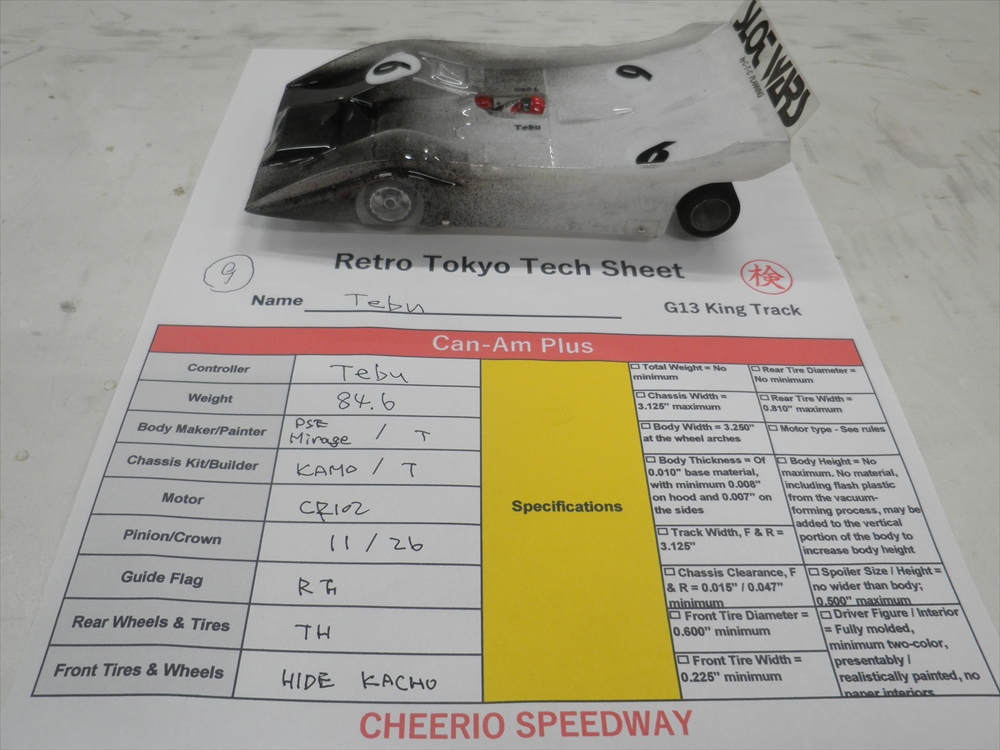 SLOT WARS
9
6
6
Tebu
9
Retro Tokyo Tech Sheet
検
Name Tebu
G13 King Track
Can-Am Plus
Controller
Tebu
Weight
84.6
Body Maker/Painter
PSE
Mirage / T
Chassis Kit/Builder
KAMO / T
Motor
CR102
Pinion/Crown
11 / 26
Guide Flag
Rear Wheels & Tires
TH
Front Tires & Wheels
HIDE KACHO
Specifications
☐ Total Weight = No
minimum
☐ Rear Tire Diameter =
No minimum
☐ Chassis Width =
3.125" maximum
☐ Rear Tire Width =
0.810" maximum
☐ Body Width = 3.250"
at the wheel arches
☐ Motor type - See rules
☐ Body Thickness = Of
0.010" base material,
with minimum 0.008"
on hood and 0.007" on
the sides
☐ Body Height = No
maximum. No material,
including flash plastic
from the vacuum-
forming process, may be
added to the vertical
portion of the body to
increase body height
☐ Track Width, F & R =
3.125"
☐ Chassis Clearance, F
& R = 0.015" / 0.047"
minimum
☐ Spoiler Size / Height =
no wider than body;
0.500" maximum
☐ Front Tire Diameter =
0.600" minimum
☐ Driver Figure / Interior
= Fully molded,
minimum two-color,
presentably /
realistically painted, no
paper interiors
☐ Front Tire Width =
0.225" minimum
CHEERIO SPEEDWAY